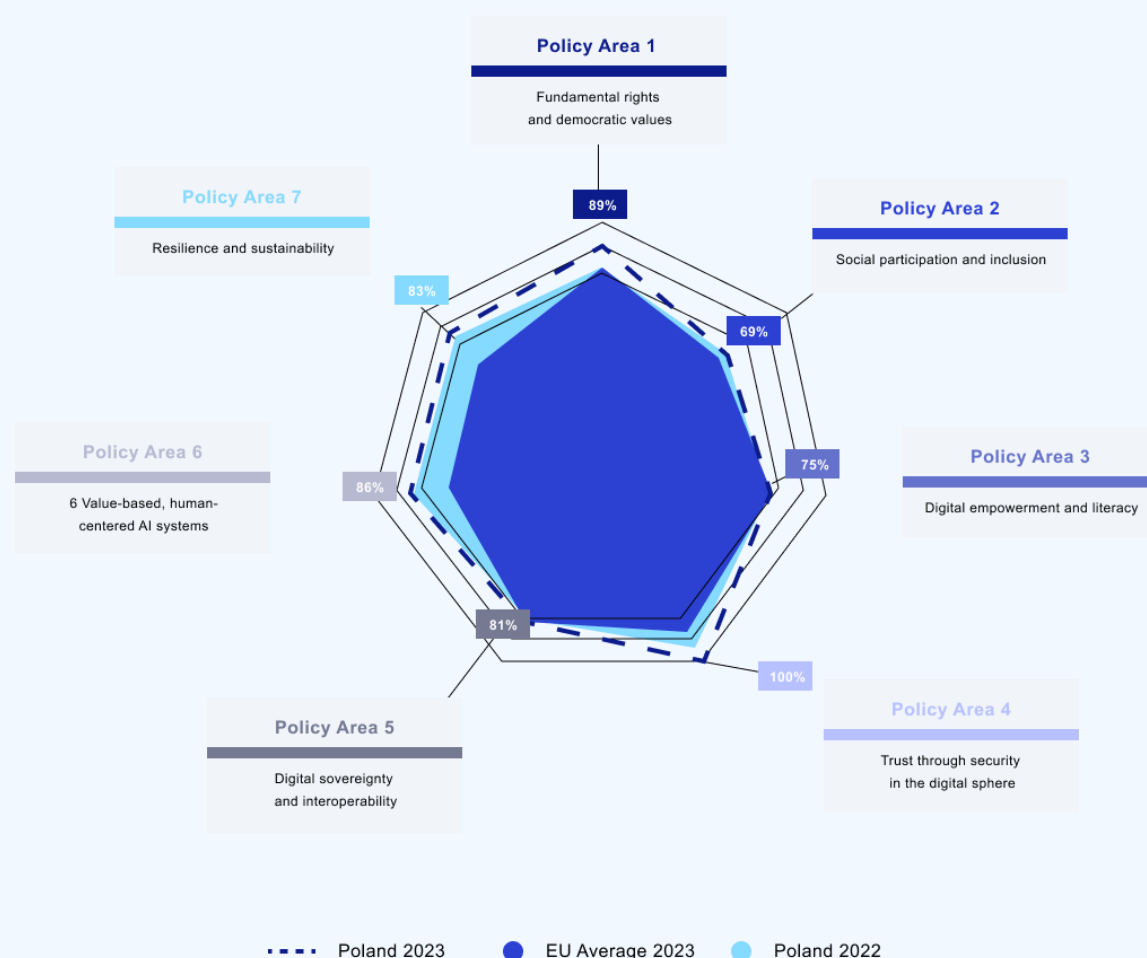 Policy Area 1
Fundamental rights
and democratic values
89%
Policy Area 7
Resilience and sustainability
83%
Policy Area 2
Social participation and inclusion
69%
Policy Area 6
6 Value-based, human-
centered AI systems
86%
Policy Area 3
Digital empowerment and literacy
75%
81%
Policy Area 5
Digital sovereignty
and interoperability
100%
Policy Area 4
Trust through security
in the digital sphere
Poland 2023
EU Average 2023
Poland 2022